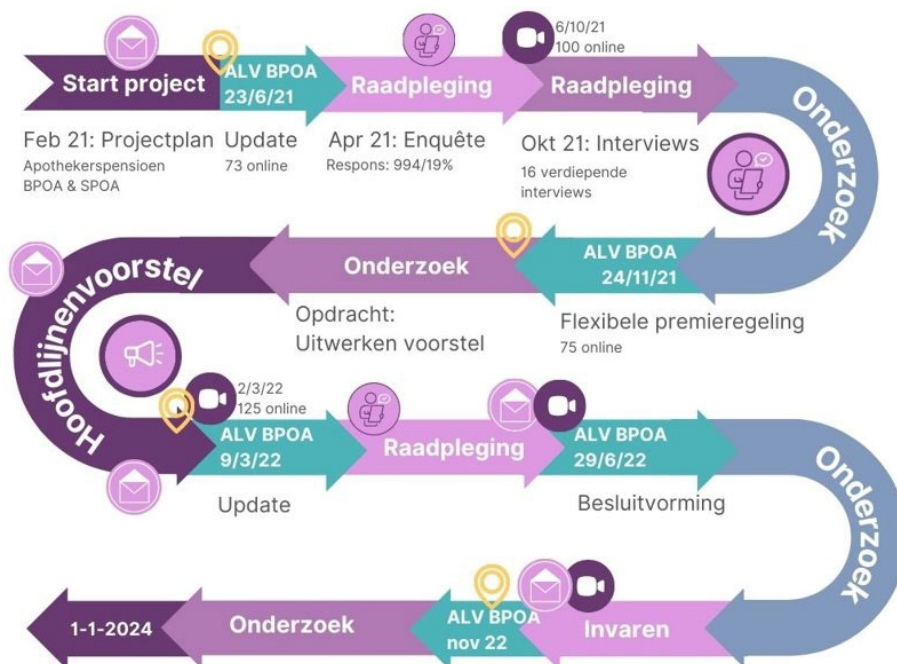 6/10/21
100 online
Start project
ALV BPOA
23/6/21
Raadpleging
Raadpleging
Onderzoek
Feb 21: Projectplan
Apothekerspensioen
BPOA & SPOA
Update
73 online
Apr 21: Enquête
Respons: 994/19%
Okt 21: Interviews
16 verdiepende
interviews
Hoofdlijnenvoorstel
Onderzoek
ALV BPOA
24/11/21
Opdracht:
Uitwerken voorstel
Flexibele premieregeling
75 online
2/3/22
125 online
ALV BPOA
9/3/22
Raadpleging
ALV BPOA
29/6/22
Onderzoek
Update
Besluitvorming
1-1-2024
Onderzoek
ALV BPOA
nov 22
Invaren